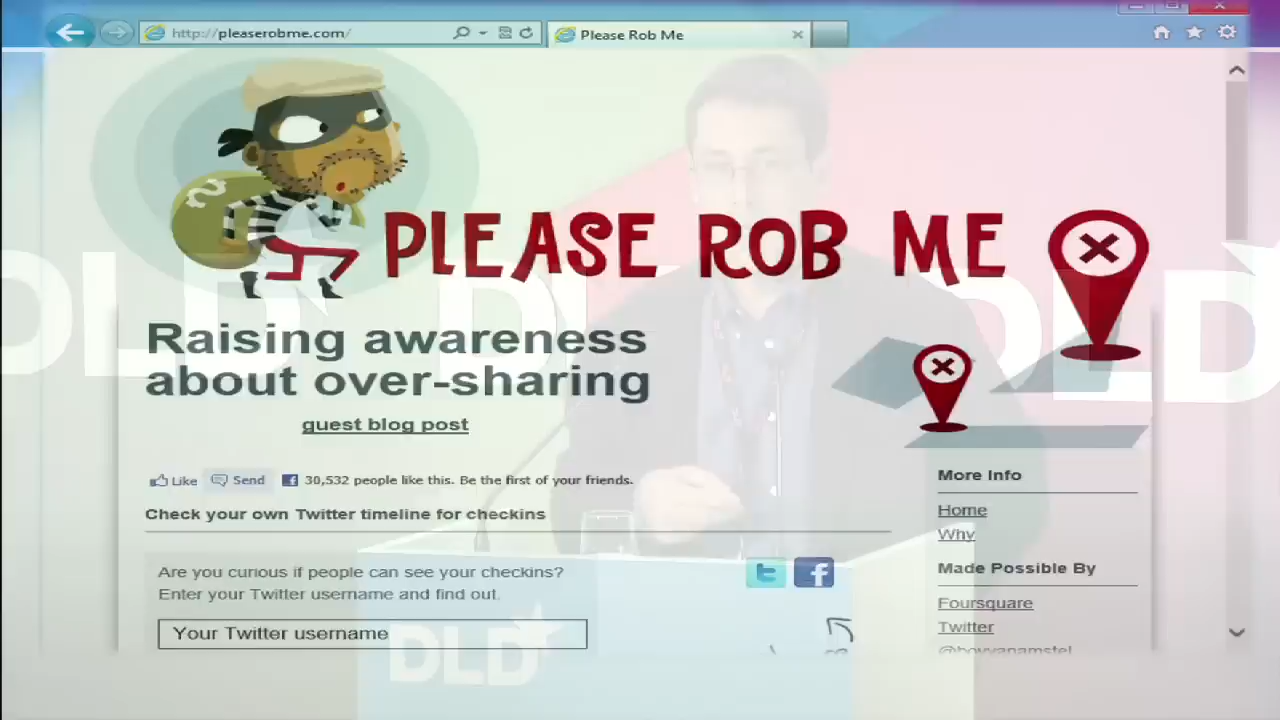 http://pleaserobme.com/
Please Rob Me
PLEASE ROB ME
Raising awareness
about over-sharing
guest blog post
Like Send 30,532 people like this. Be the first of your friends.
Check your own Twitter timeline for checkins
Are you curious if people can see your checkins?
Enter your Twitter username and find out.
Your Twitter username
More Info
Home
Why
Made Possible By
Foursquare
Twitter
DLD
DLD
DLD
DLD